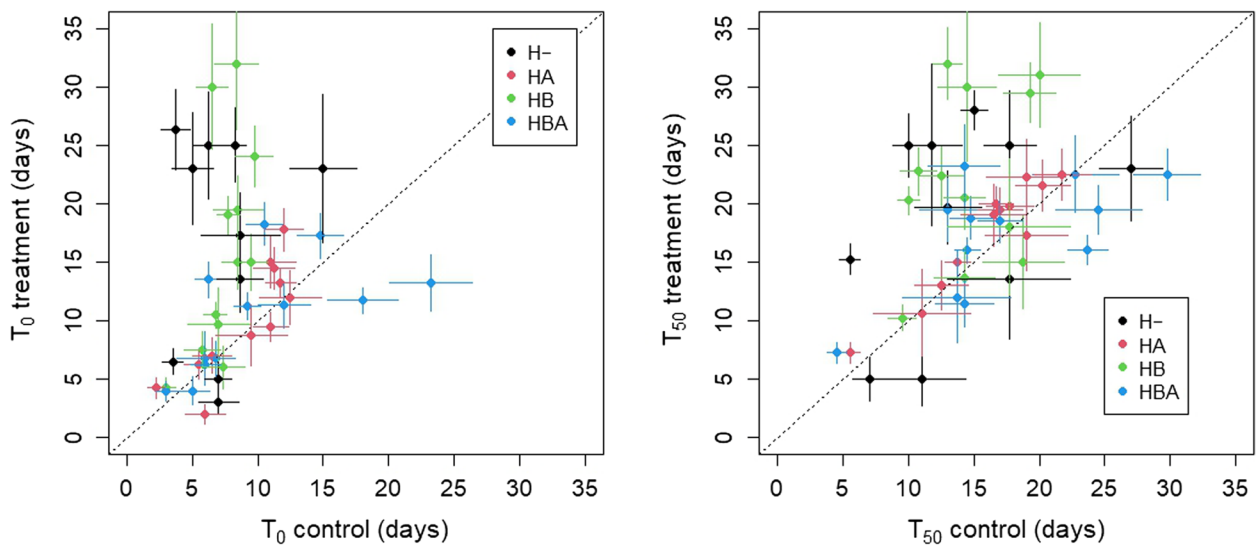 T0 treatment (days)
35
30
25
20
15
10
5
0
H−
HA
HB
HBA
0 5 10 15 20 25 30 35
T0 control (days)
T50 treatment (days)
35
30
25
20
15
10
5
0
H−
HA
HB
HBA
0 5 10 15 20 25 30 35
T50 control (days)